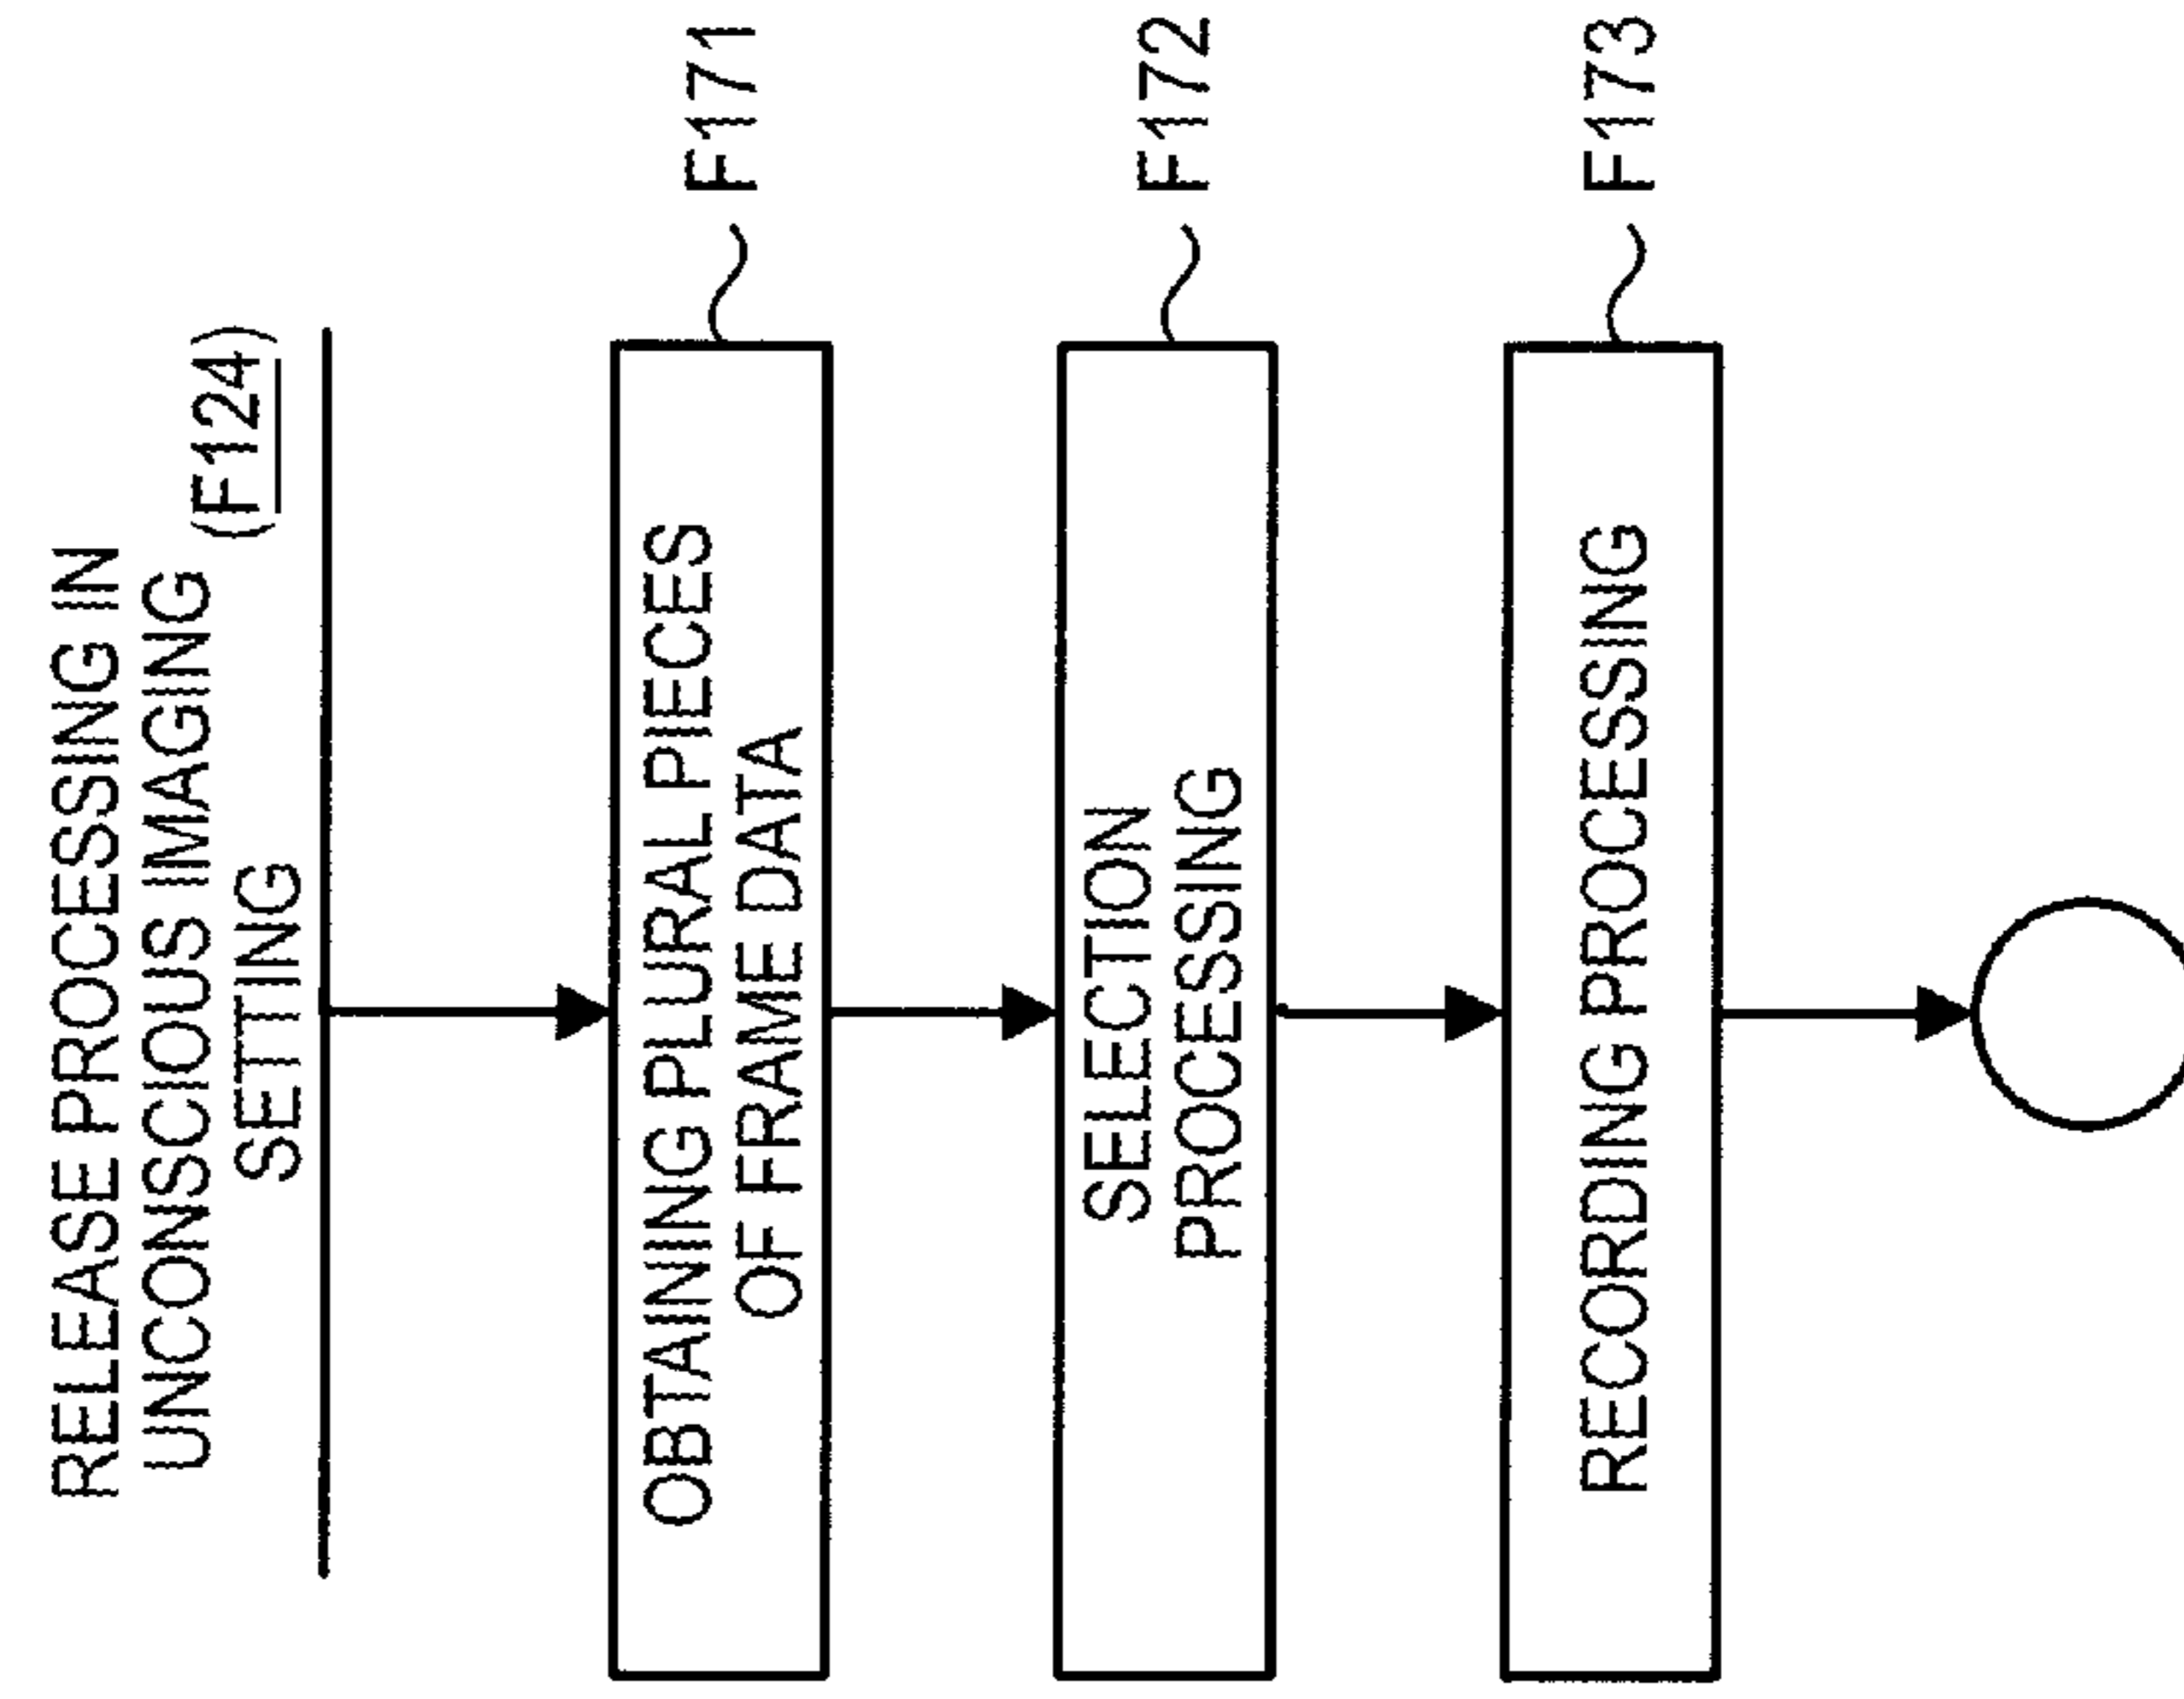 RELEASE PROCESSING IN
UNCONSCIOUS IMAGING
SETTING
(F124)
OBTAINING PLURAL PIECES
OF FRAME DATA
F171
SELECTION
PROCESSING
F172
RECORDING PROCESSING
F173